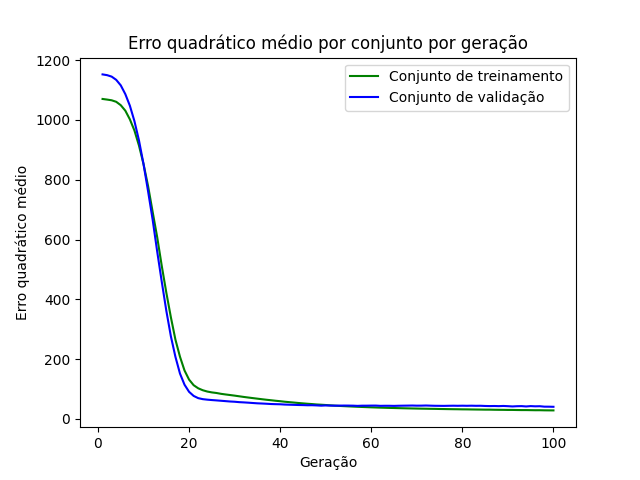 Erro quadrático médio por conjunto por geração
Conjunto de treinamento
Conjunto de validação
Erro quadrático médio
1200
1000
800
600
400
200
0
0 20 40 60 80 100
Geração